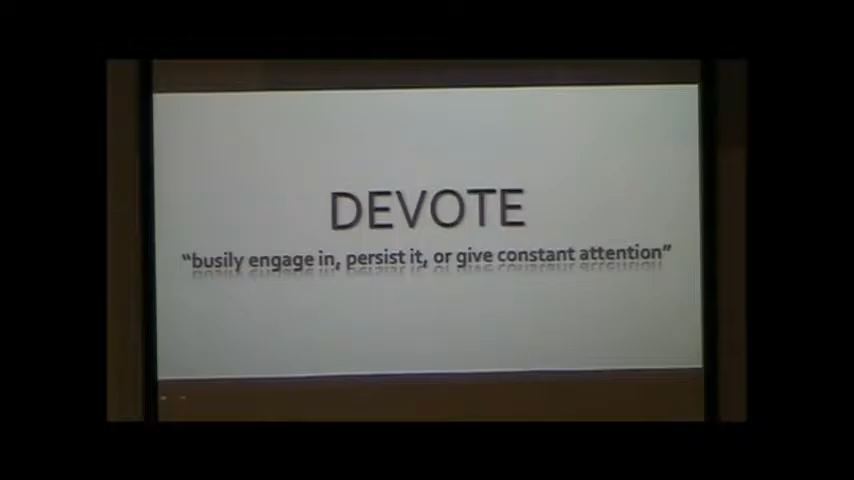 DEVOTE
“busily engage in, persist it, or give constant attention”